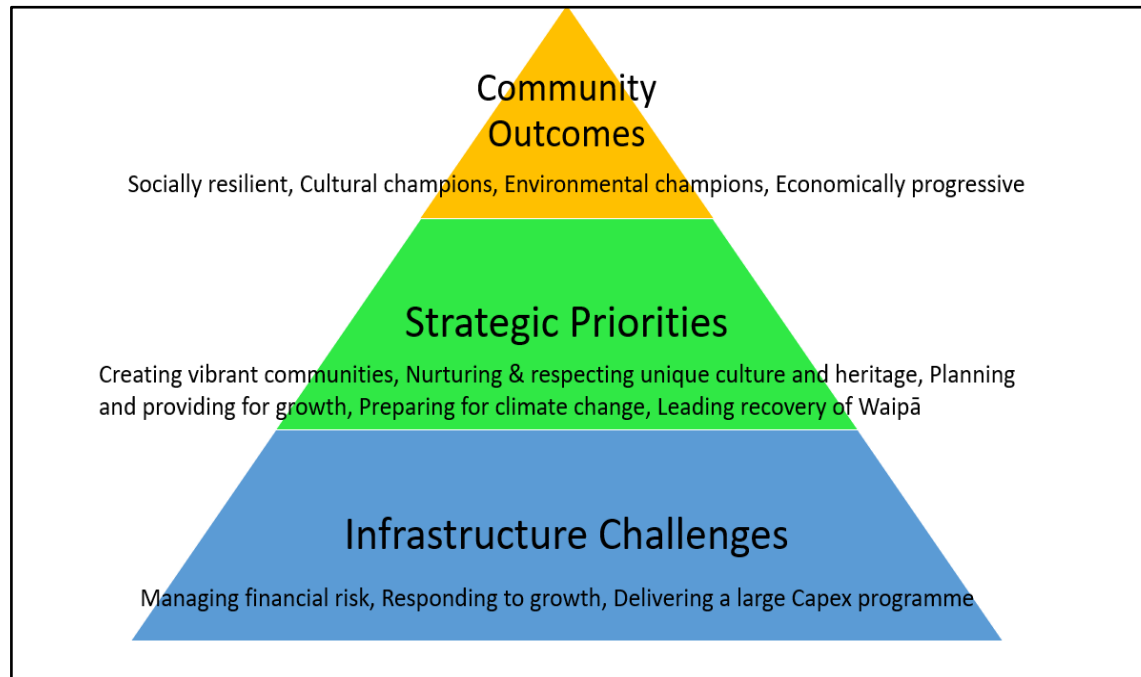 Community
Outcomes
Socially resilient, Cultural champions, Environmental champions, Economically progressive
Strategic Priorities
Creating vibrant communities, Nurturing & respecting unique culture and heritage, Planning
and providing for growth, Preparing for climate change, Leading recovery of Waipā
Infrastructure Challenges
Managing financial risk, Responding to growth, Delivering a large Capex programme